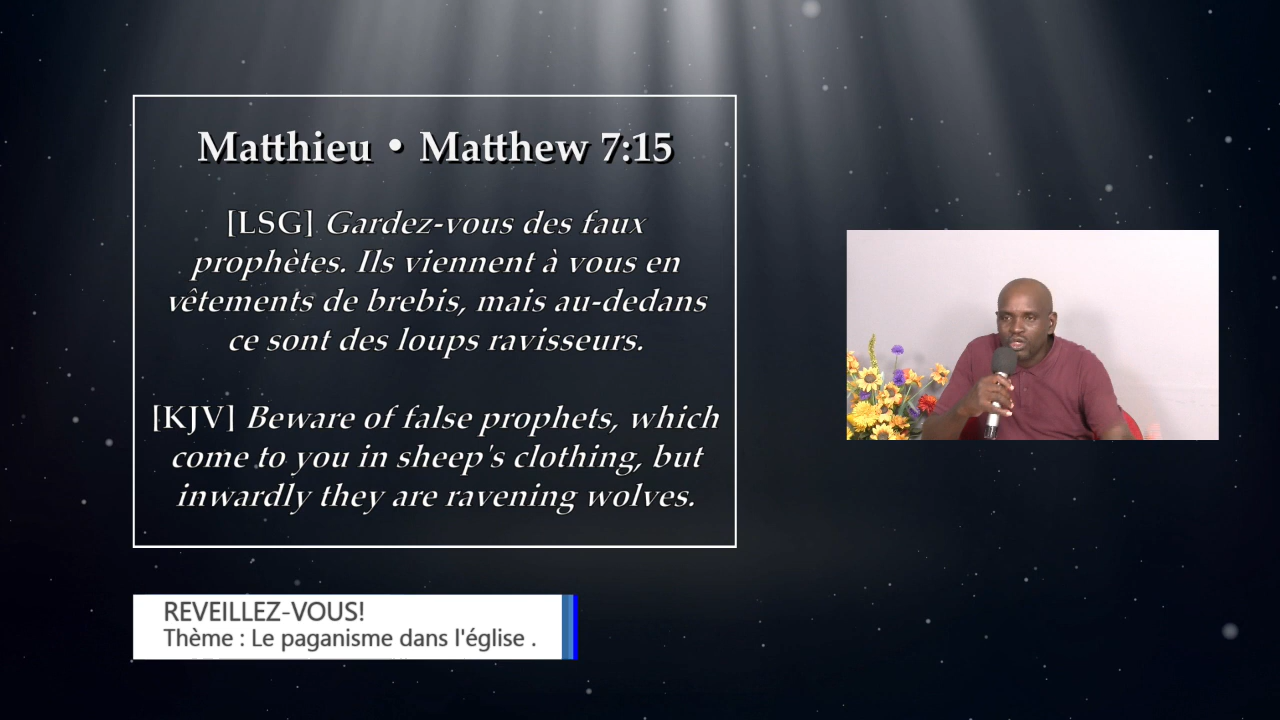 Matthieu • Matthew 7:15
[LSG] Gardez-vous des faux
prophètes. Ils viennent à vous en
vêtements de brebis, mais au-dedans
ce sont des loups ravisseurs.
[KJV] Beware of false prophets, which
come to you in sheep's clothing, but
inwardly they are ravening wolves.
REVEILLEZ-VOUS!
Thème : Le paganisme dans l'église .